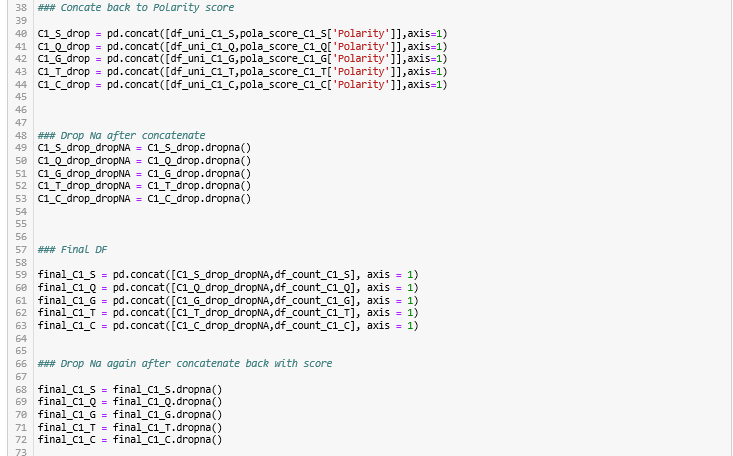 38 ### Concate back to Polarity score
39
40 C1_S_drop = pd.concat([df_uni_C1_S,pola_score_C1_S['Polarity']],axis=1)
41 C1_Q_drop = pd.concat([df_uni_C1_Q,pola_score_C1_Q['Polarity']],axis=1)
42 C1_G_drop = pd.concat([df_uni_C1_G,pola_score_C1_G['Polarity']],axis=1)
43 C1_T_drop = pd.concat([df_uni_C1_T,pola_score_C1_T['Polarity']],axis=1)
44 C1_C_drop = pd.concat([df_uni_C1_C,pola_score_C1_C['Polarity']],axis=1)
45
46
47
48 ### Drop Na after concatenate
49 C1_S_drop_dropNA = C1_S_drop.dropna()
50 C1_Q_drop_dropNA = C1_Q_drop.dropna()
51 C1_G_drop_dropNA = C1_G_drop.dropna()
52 C1_T_drop_dropNA = C1_T_drop.dropna()
53 C1_C_drop_dropNA = C1_C_drop.dropna()
54
55
56
57 ### Final DF
58
59 final_C1_S = pd.concat([C1_S_drop_dropNA,df_count_C1_S], axis = 1)
60 final_C1_Q = pd.concat([C1_Q_drop_dropNA,df_count_C1_Q], axis = 1)
61 final_C1_G = pd.concat([C1_G_drop_dropNA,df_count_C1_G], axis = 1)
62 final_C1_T = pd.concat([C1_T_drop_dropNA,df_count_C1_T], axis = 1)
63 final_C1_C = pd.concat([C1_C_drop_dropNA,df_count_C1_C], axis = 1)
64
65
66 ### Drop Na again after concatenate back with score
67
68 final_C1_S = final_C1_S.dropna()
69 final_C1_Q = final_C1_Q.dropna()
70 final_C1_G = final_C1_G.dropna()
71 final_C1_T = final_C1_T.dropna()
72 final_C1_C = final_C1_C.dropna()
73